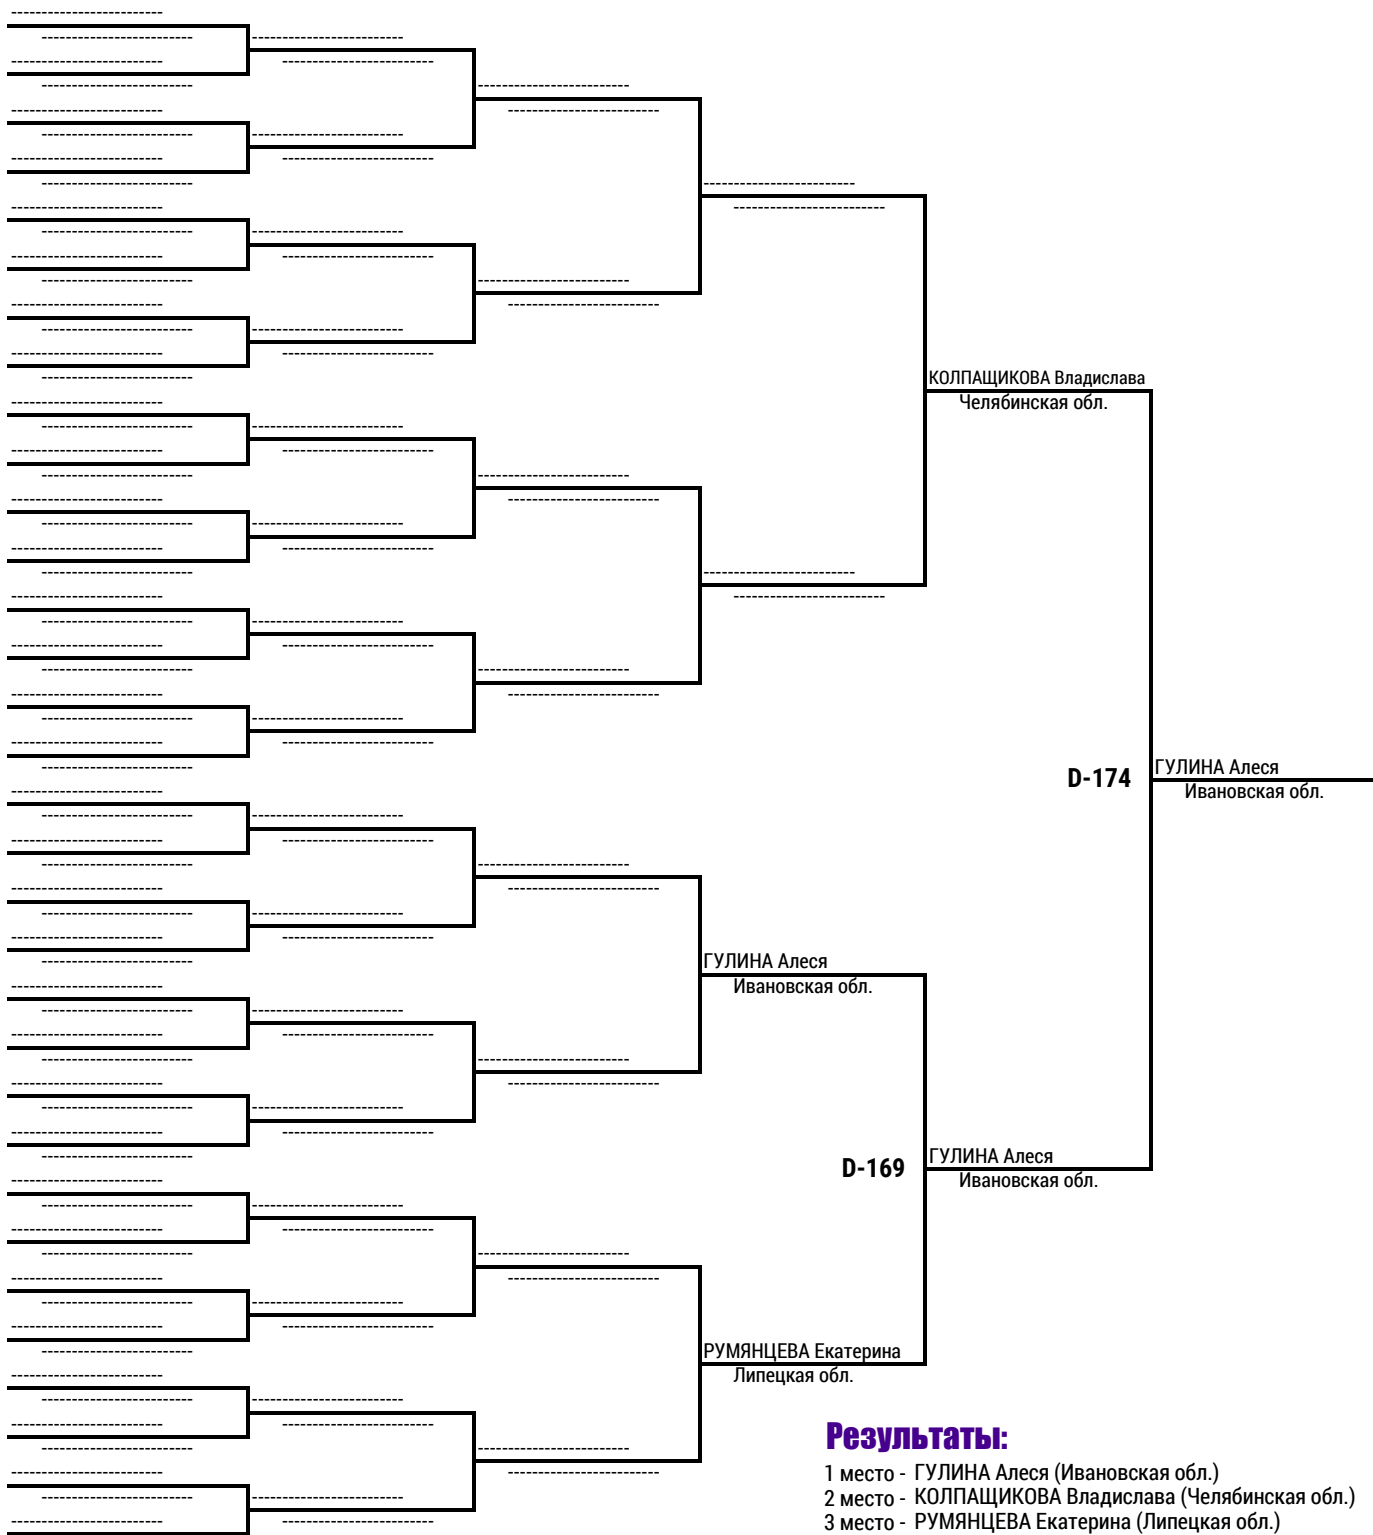 КОЛПАЩИКОВА Владислава
Челябинская обл.
D-174
ГУЛИНА Алеся
Ивановская обл.
ГУЛИНА Алеся
Ивановская обл.
D-169
ГУЛИНА Алеся
Ивановская обл.
РУМЯНЦЕВА Екатерина
Липецкая обл.
Результаты:
1 место - ГУЛИНА Алеся (Ивановская обл.)
2 место - КОЛПАЩИКОВА Владислава (Челябинская обл.)
3 место - РУМЯНЦЕВА Екатерина (Липецкая обл.)